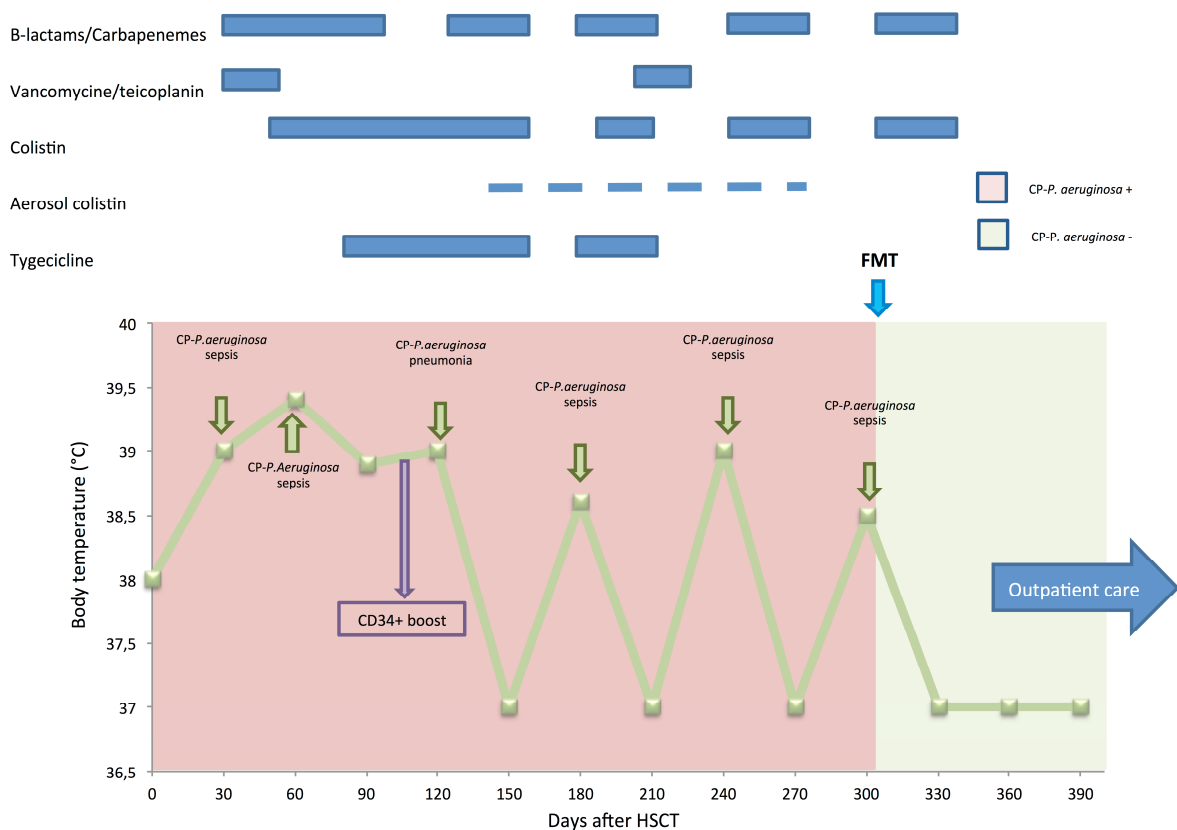 B-lactams/Carbapenemes
Vancomycine/teicoplanin
Colistin
Aerosol colistin
Tygecicline
CP-P. aeruginosa +
CP-P. aeruginosa -
FMT
40
39,5
39
38,5
38
37,5
37
36,5
Body temperature (°C)
CP-P.aeruginosa
sepsis
CP-P.Aeruginosa
sepsis
CP-P.aeruginosa
pneumonia
CP-P.aeruginosa
sepsis
CP-P.aeruginosa
sepsis
CP-P.aeruginosa
sepsis
CD34+ boost
Outpatient care
0 30 60 90 120 150 180 210 240 270 300 330 360 390
Days after HSCT